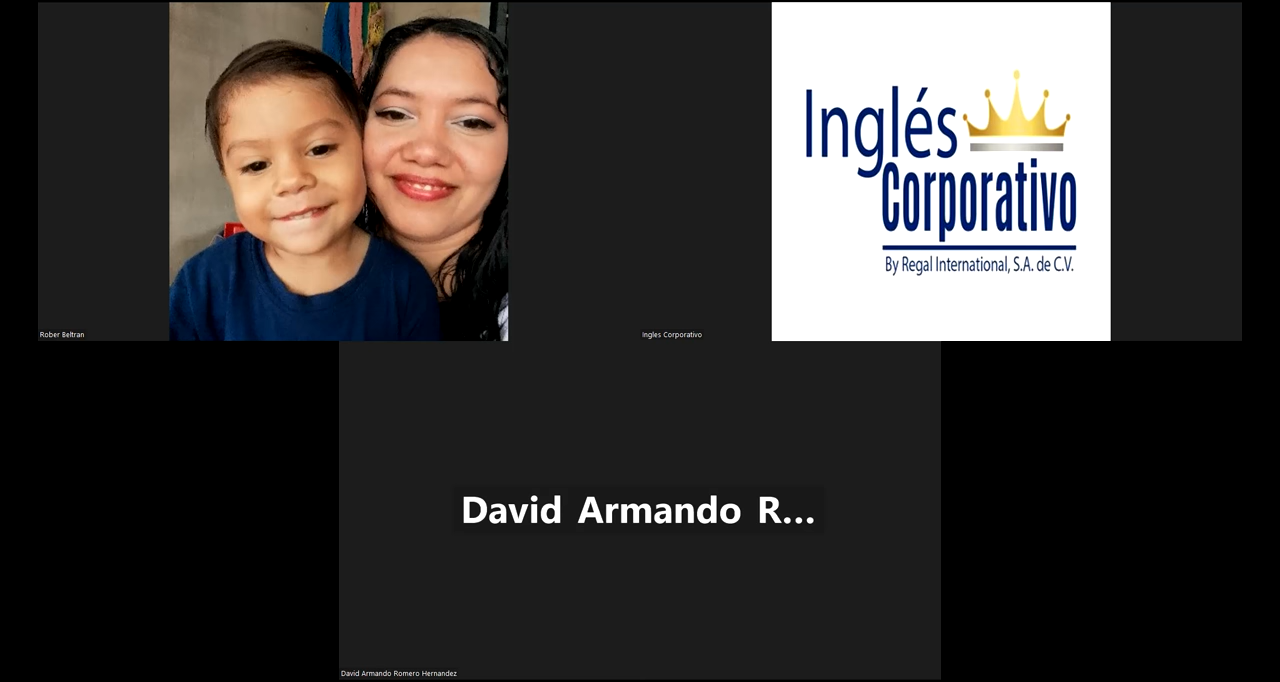 Rober Beltran
Inglés
Corporativo
By Regal International, S.A. de C.V.
Ingles Corporativo
David Armando R...
David Armando Romero Hernandez